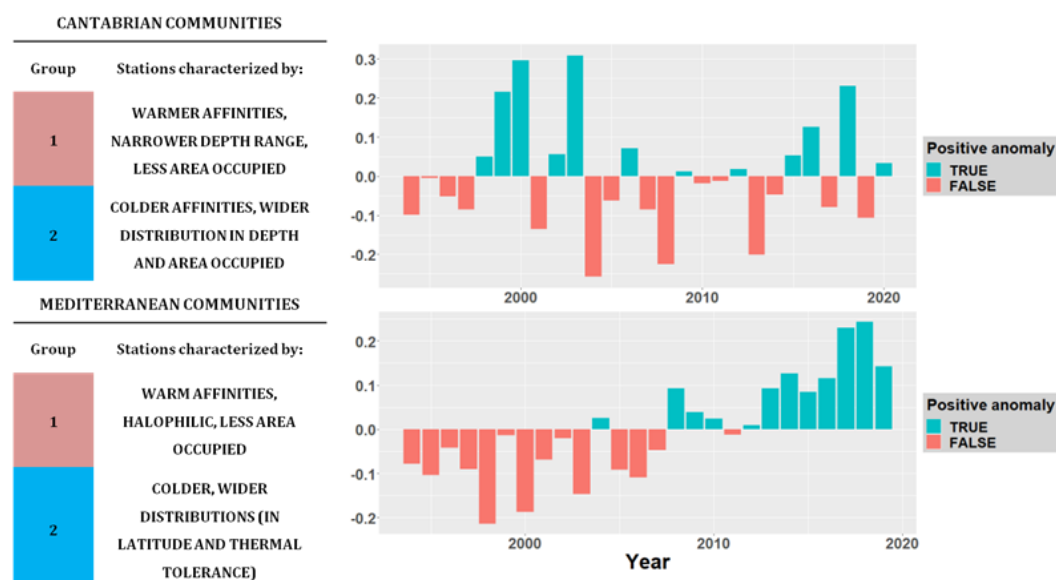 CANTABRIAN COMMUNITIES
Group
Stations characterized by:
1
WARMER AFFINITIES,
NARROWER DEPTH RANGE,
LESS AREA OCCUPIED
2
COLDER AFFINITIES, WIDER
DISTRIBUTION IN DEPTH
AND AREA OCCUPIED
0.3
0.2
0.1
0.0
-0.1
-0.2
2000
2010
2020
Positive anomaly
TRUE
FALSE
MEDITERRANEAN COMMUNITIES
Group
Stations characterized by:
1
WARM AFFINITIES,
HALOPHILIC, LESS AREA
OCCUPIED
2
COLDER, WIDER
DISTRIBUTIONS (IN
LATITUDE AND THERMAL
TOLERANCE)
0.2
0.1
0.0
-0.1
-0.2
2000
2010
2020
Year
Positive anomaly
TRUE
FALSE